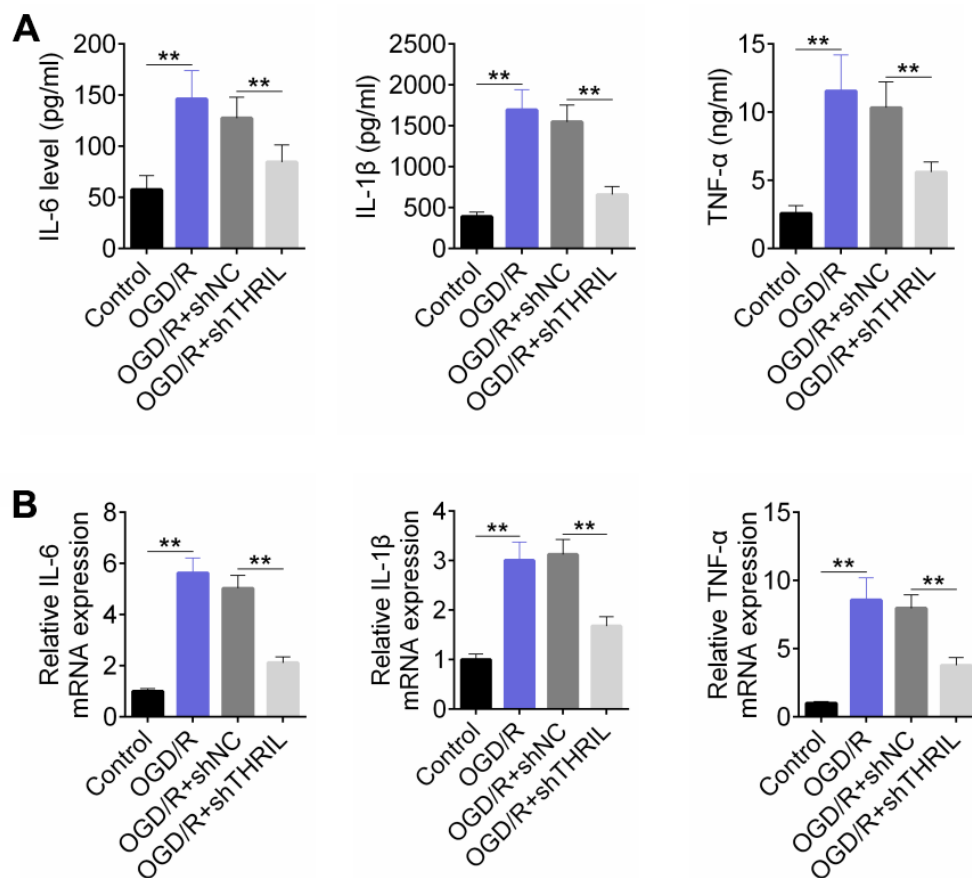 A
IL-6 level (pg/ml)
200
150
100
50
0
**
**
Control
OGD/R
OGD/R+shNC
OGD/R+shTHRIL
IL-1β (pg/ml)
2500
2000
1500
1000
500
0
**
**
Control
OGD/R
OGD/R+shNC
OGD/R+shTHRIL
TNF-α (ng/ml)
15
10
5
0
**
**
Control
OGD/R
OGD/R+shNC
OGD/R+shTHRIL
B
Relative IL-6
mRNA expression
8
6
4
2
0
**
**
Control
OGD/R
OGD/R+shNC
OGD/R+shTHRIL
Relative IL-1β
mRNA expression
4
3
2
1
0
**
**
Control
OGD/R
OGD/R+shNC
OGD/R+shTHRIL
Relative TNF-α
mRNA expression
15
10
5
0
**
**
Control
OGD/R
OGD/R+shNC
OGD/R+shTHRIL